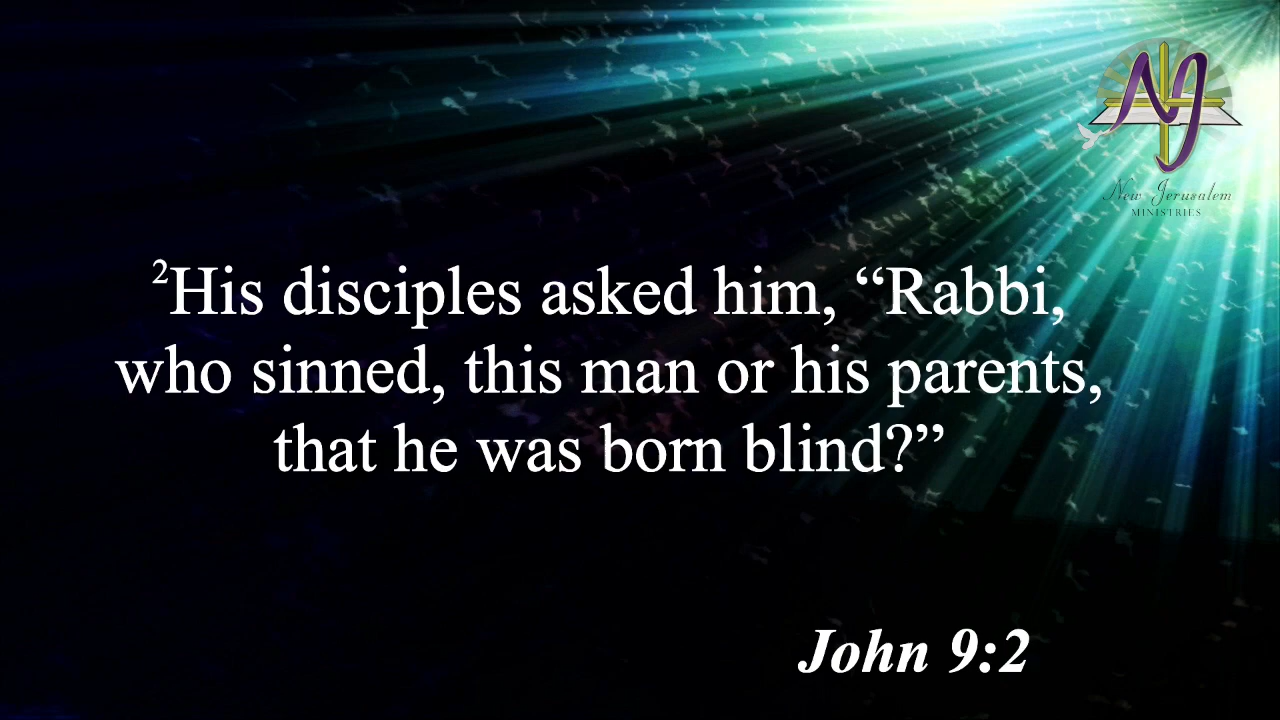 NJ
New Jerusalem
MINISTRIES
²His disciples asked him, “Rabbi,
who sinned, this man or his parents,
that he was born blind?”
John 9:2